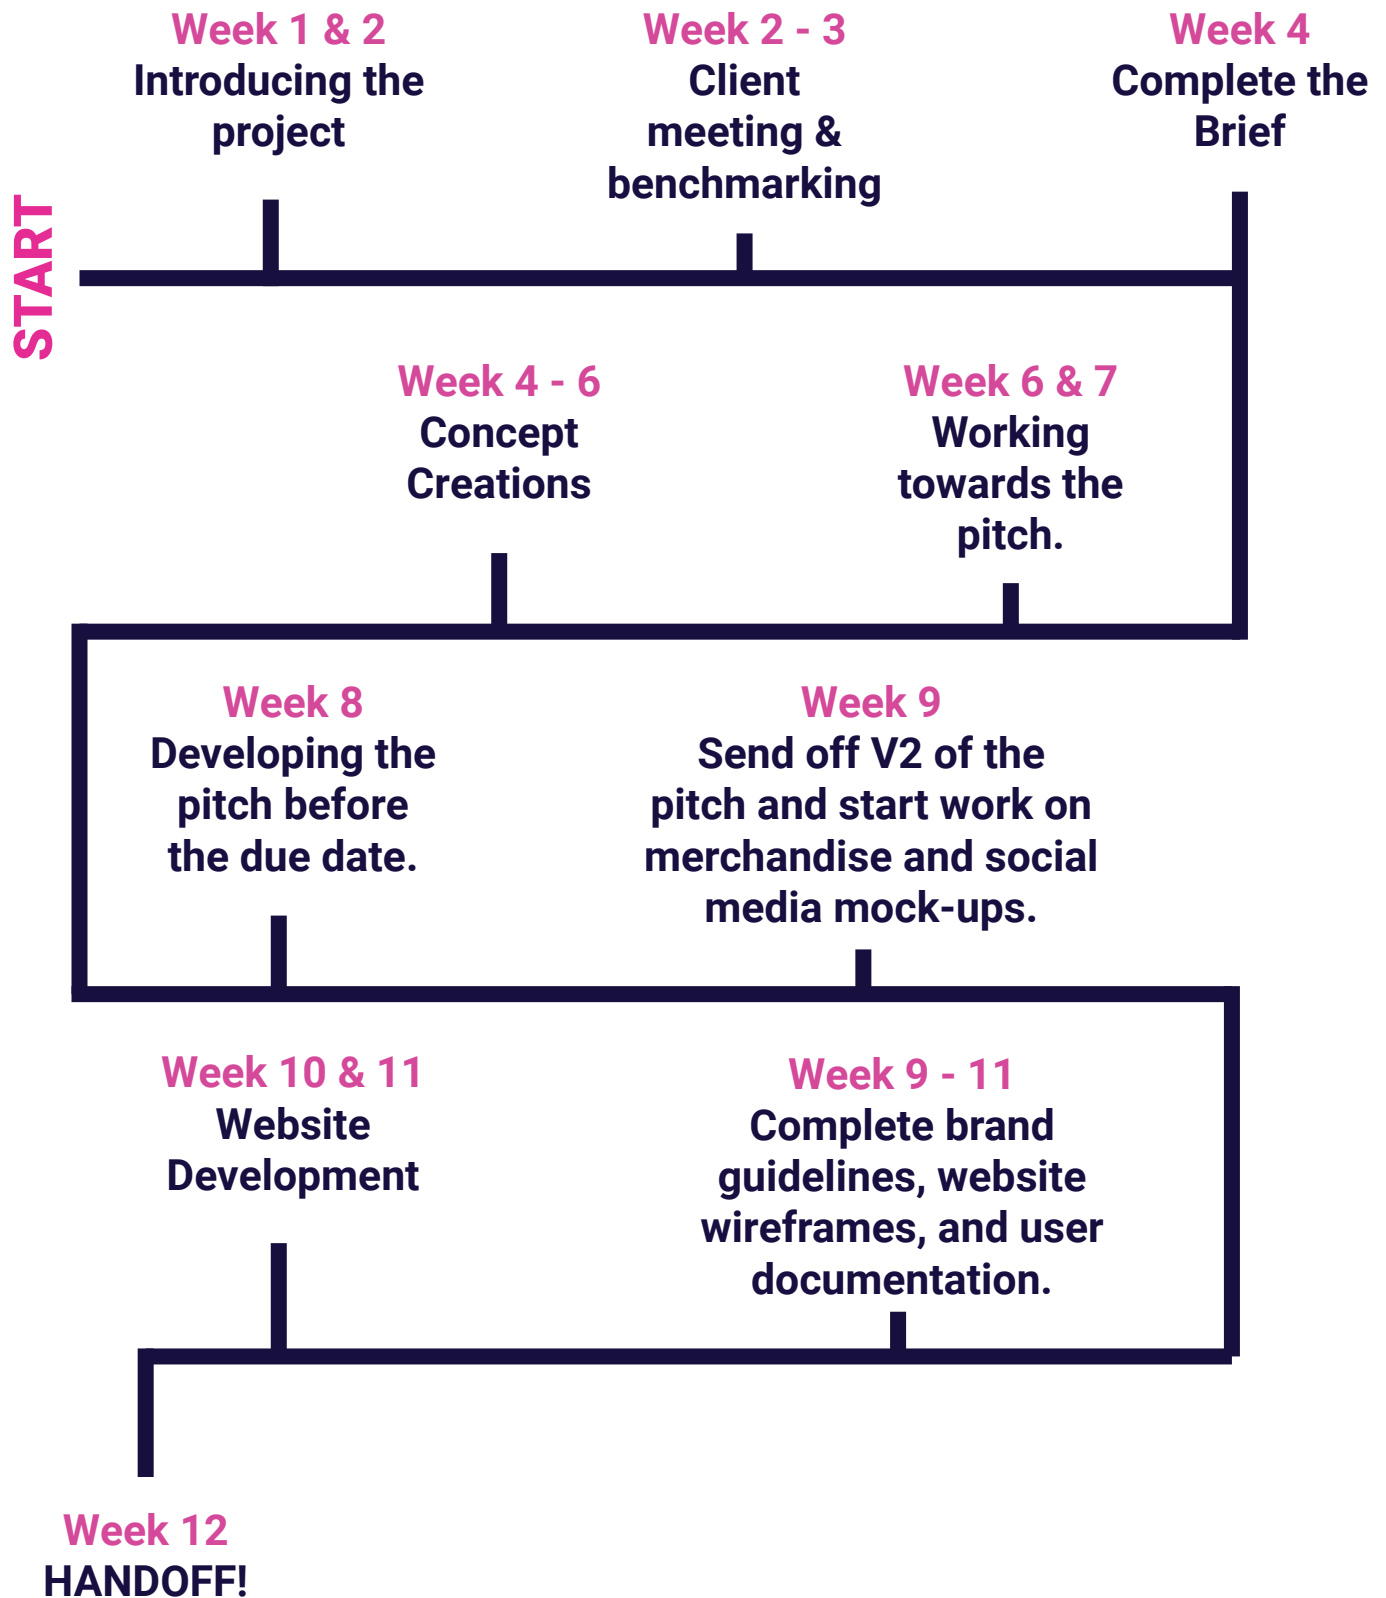 Week 1 & 2
Introducing the
project
Week 2 - 3
Client
meeting &
benchmarking
Week 4
Complete the
Brief
START
Week 4 - 6
Concept
Creations
Week 6 & 7
Working
towards the
pitch.
Week 8
Developing the
pitch before
the due date.
Week 9
Send off V2 of the
pitch and start work on
merchandise and social
media mock-ups.
Week 10 & 11
Website
Development
Week 9 - 11
Complete brand
guidelines, website
wireframes, and user
documentation.
Week 12
HANDOFF!